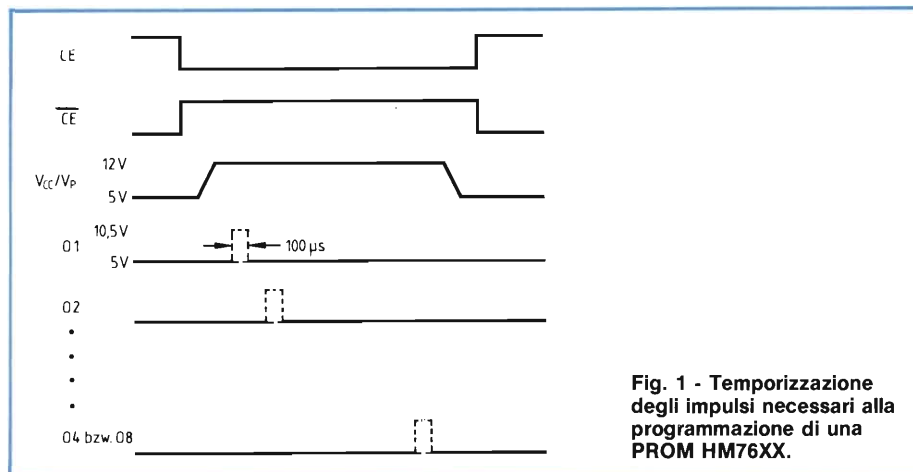 CE
CE
12V
VCC/VP
5V
10,5V
01
100 µs
5V
02
04 bzw. 08
Fig. 1 - Temporizzazione
degli impulsi necessari alla
programmazione di una
PROM HM76XX.